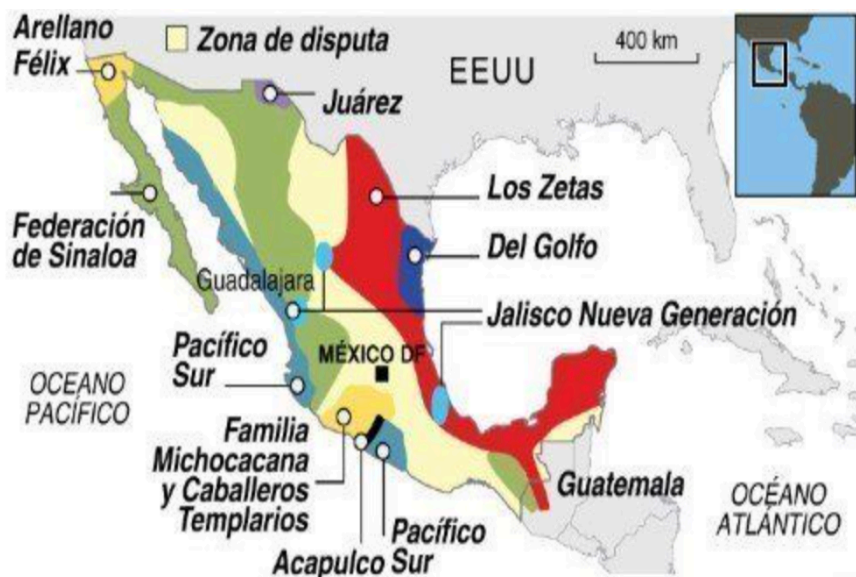 Arellano
Félix
Zona de disputa
400 km
EEUU
Juárez
Los Zetas
Federación
de Sinaloa
Del Golfo
Guadalajara
Jalisco Nueva Generación
Pacífico
Sur
MÉXICO DF
OCEANO
PACÍFICO
Familia
Michocacana
y Caballeros
Templarios
Guatemala
Pacífico
Sur
Acapulco
OCÉANO
ATLÁNTICO